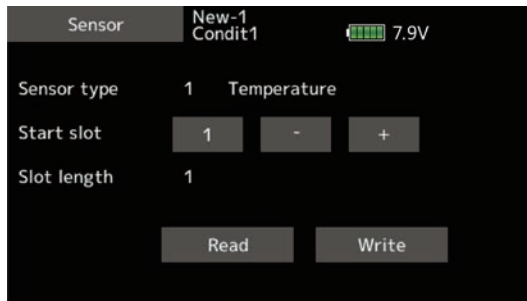 Sensor
New-1
Condit1
7.9V
Sensor type 1 Temperature
Start slot 1 - +
Slot length 1
Read Write